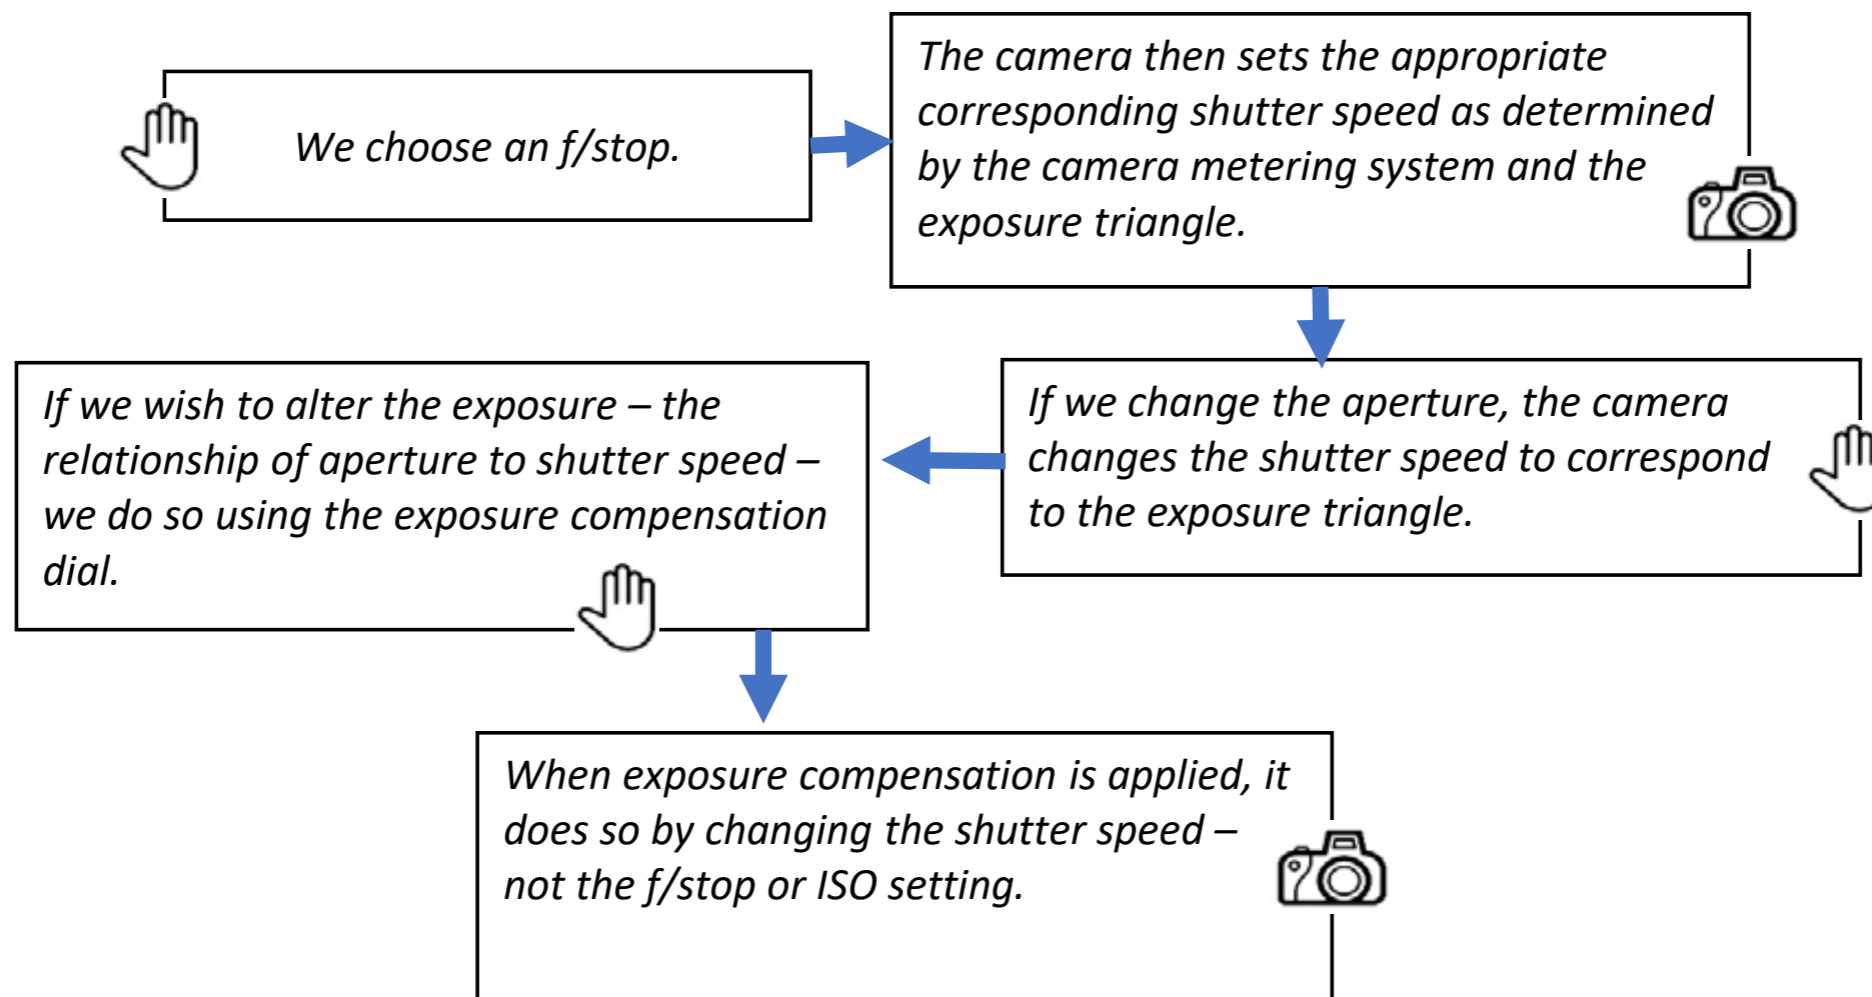 We choose an f/stop.
The camera then sets the appropriate
corresponding shutter speed as determined
by the camera metering system and the
exposure triangle.
If we change the aperture, the camera
changes the shutter speed to correspond
to the exposure triangle.
If we wish to alter the exposure – the
relationship of aperture to shutter speed –
we do so using the exposure compensation
dial.
When exposure compensation is applied, it
does so by changing the shutter speed –
not the f/stop or ISO setting.